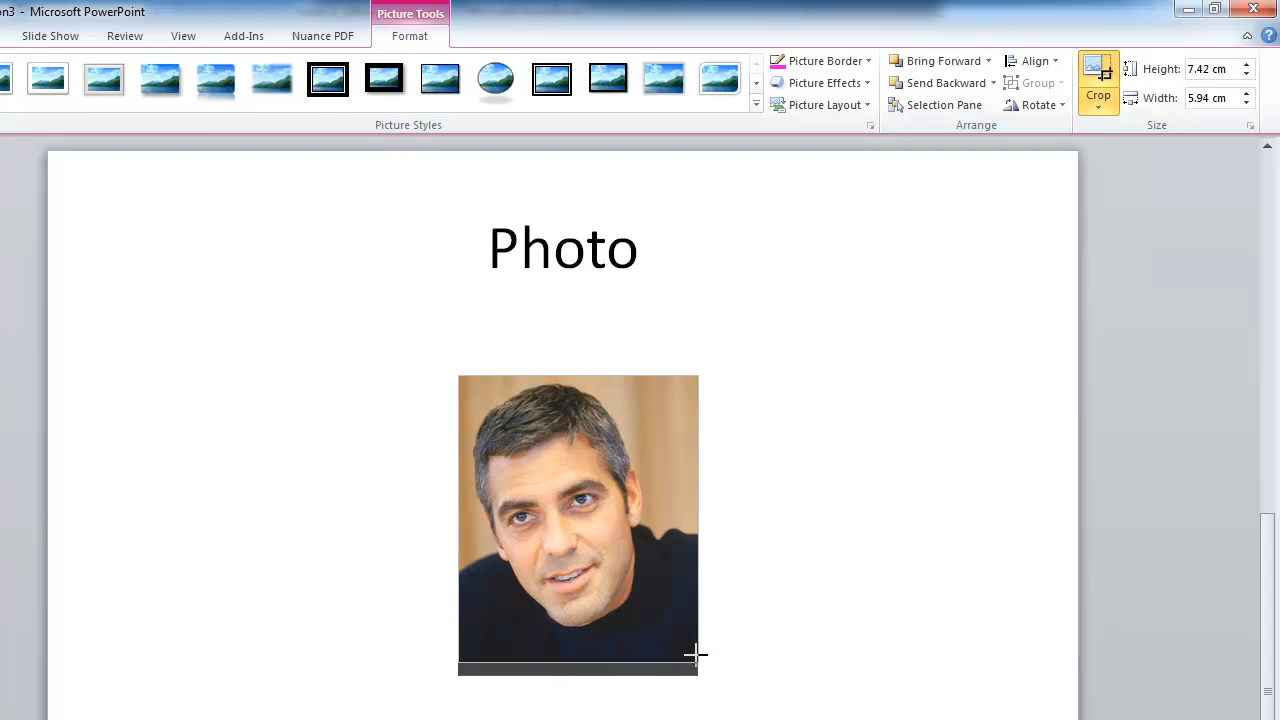 on3 - Microsoft PowerPoint
Picture Tools
Slide Show
Review
View
Add-Ins
Nuance PDF
Format
Picture Border
Picture Effects
Picture Layout
Bring Forward
Send Backward
Selection Pane
Align
Group
Rotate
Crop
Height: 7.42 cm
Width: 5.94 cm
Picture Styles
Arrange
Size
Photo